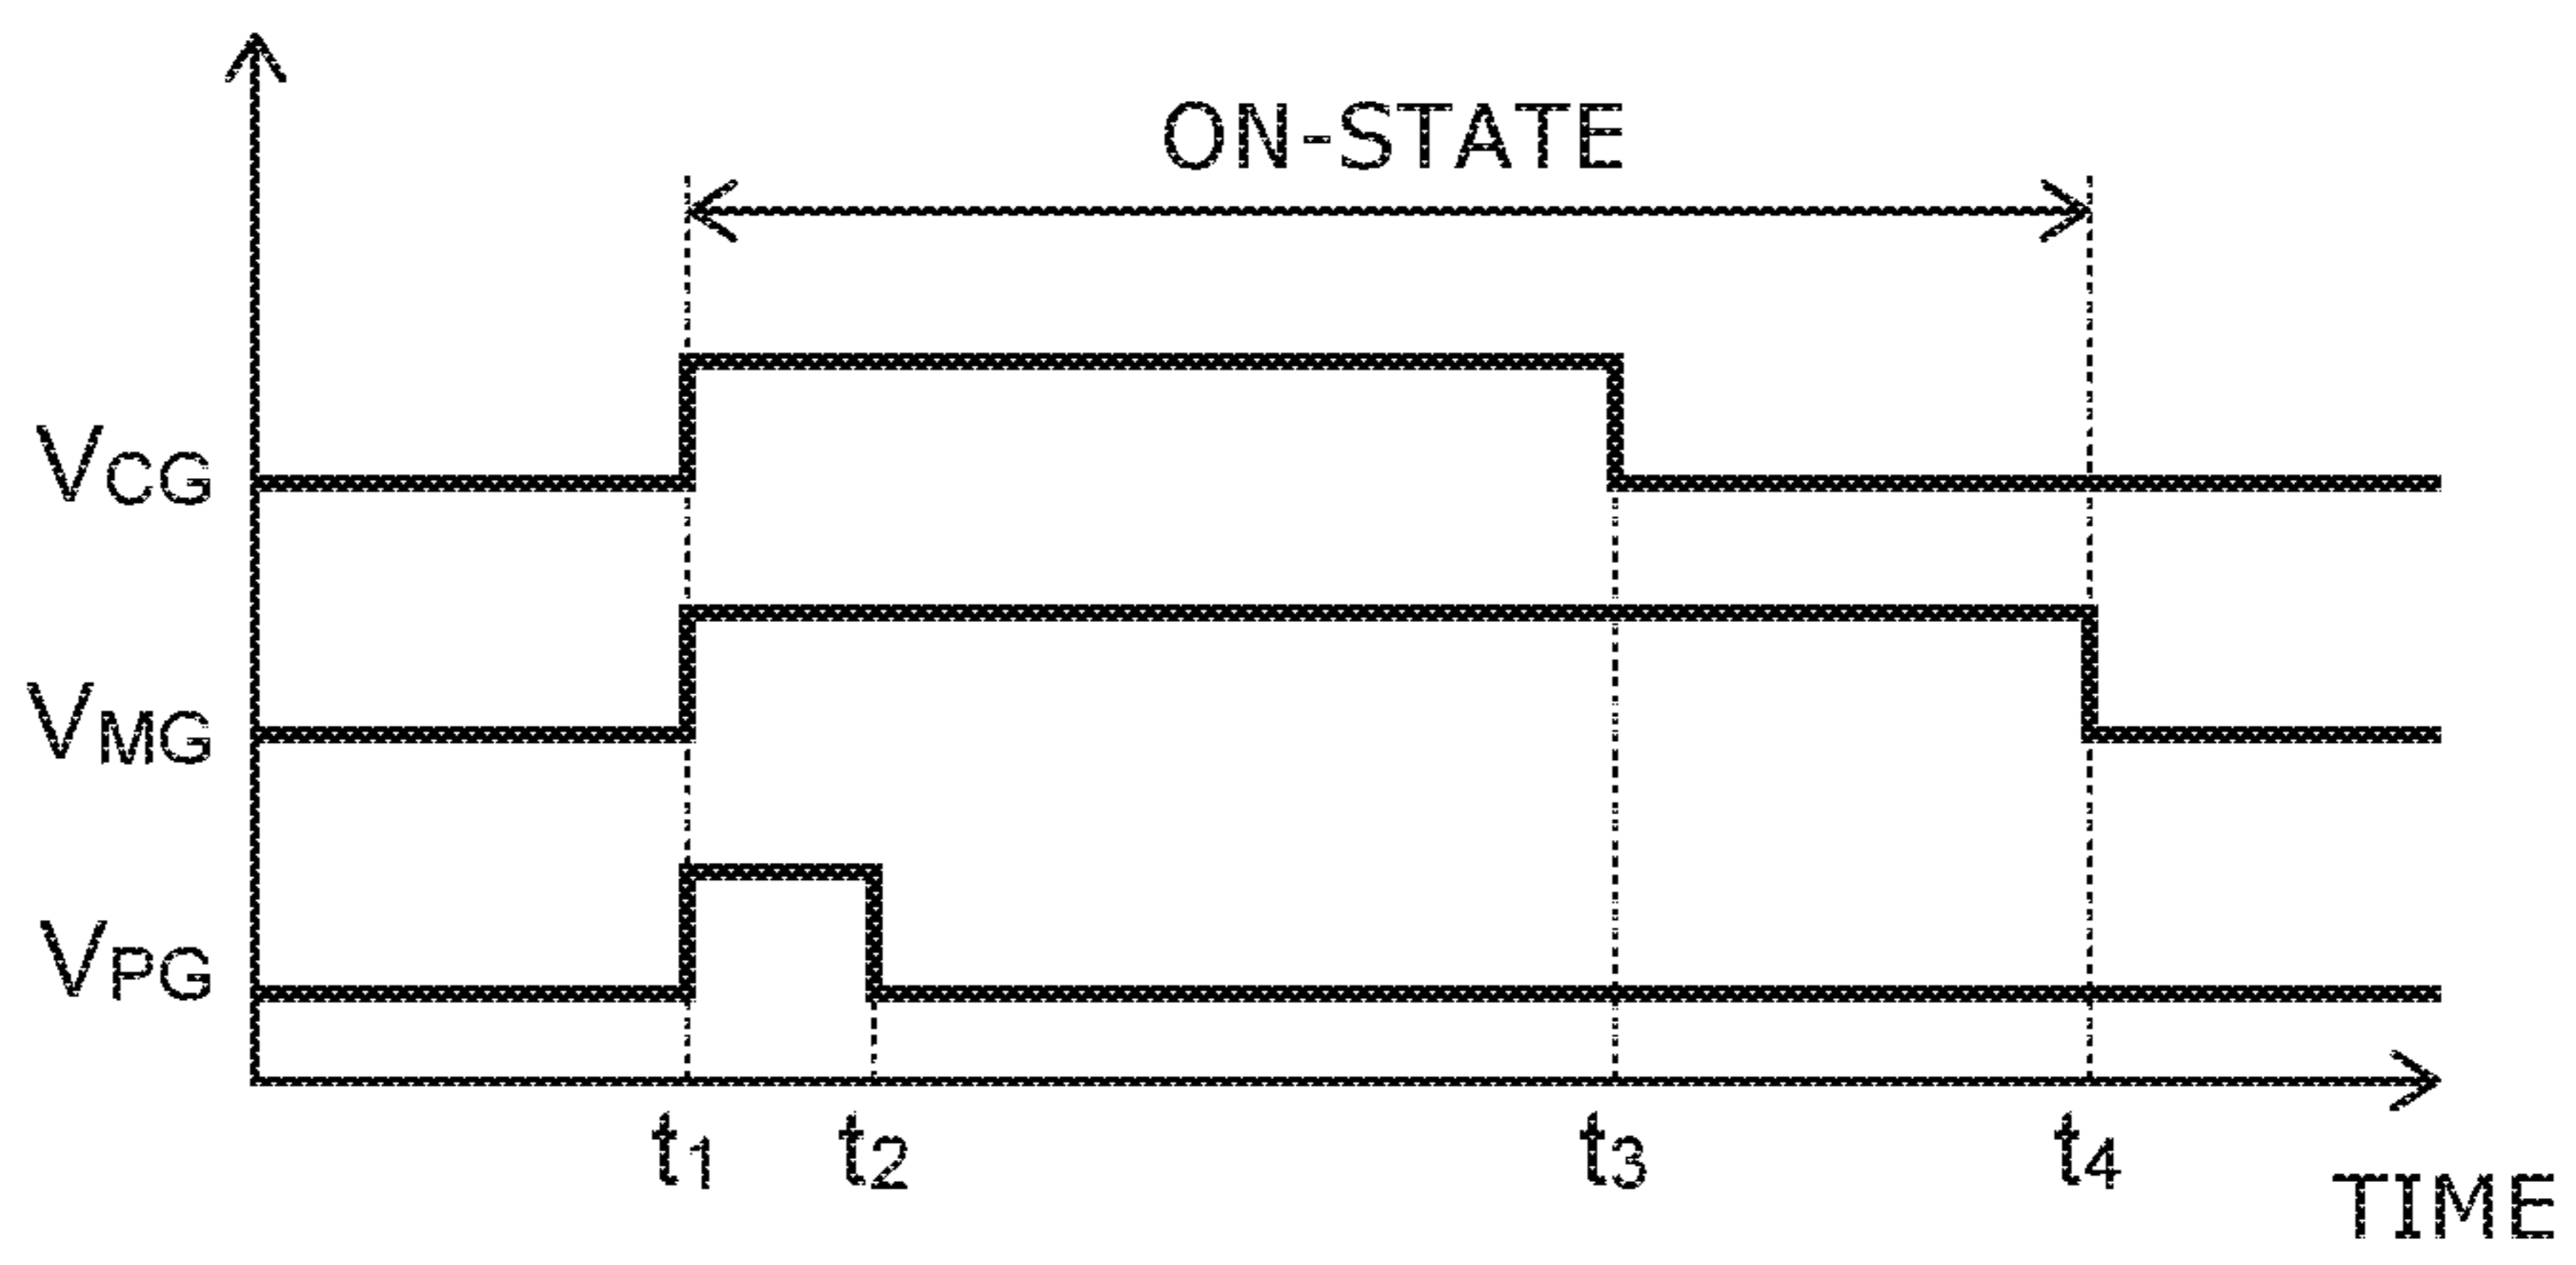 ON-STATE
VCG
VMG
VPG
t1 t2 t3 t4
TIME